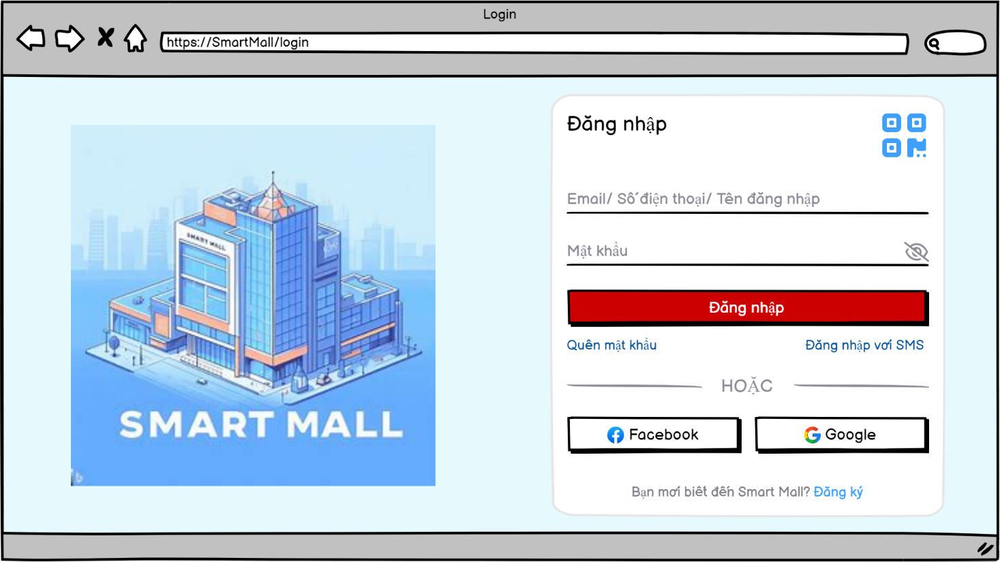 Login
https://SmartMall/login
Đăng nhập
Email/ Số điện thoại/ Tên đăng nhập
Mật khẩu
Đăng nhập
Quên mật khẩu
Đăng nhập với SMS
HOẶC
Facebook
Google
Bạn mới biết đến Smart Mall? Đăng ký
SMART MALL
SMART MALL